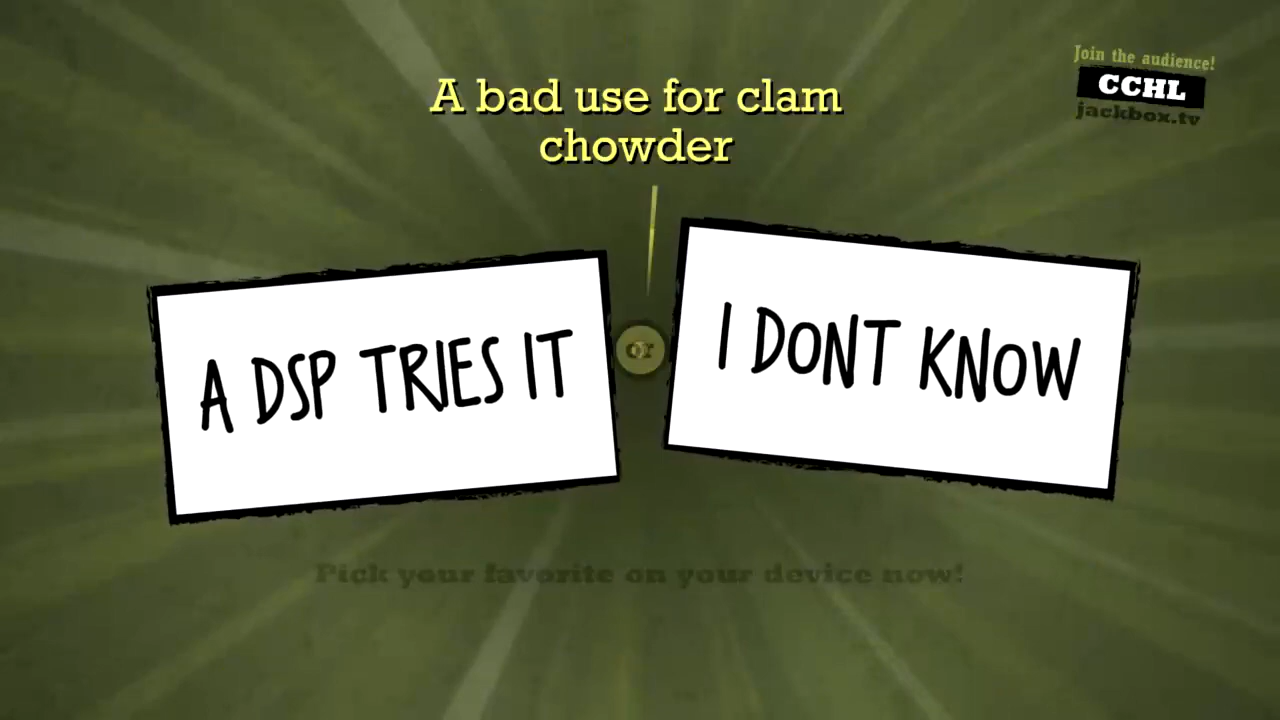 Join the audience!
CCHL
jackbox.tv
A bad use for clam
chowder
A DSP TRIES IT
or
I DONT KNOW
Pick your favorite on your device now!